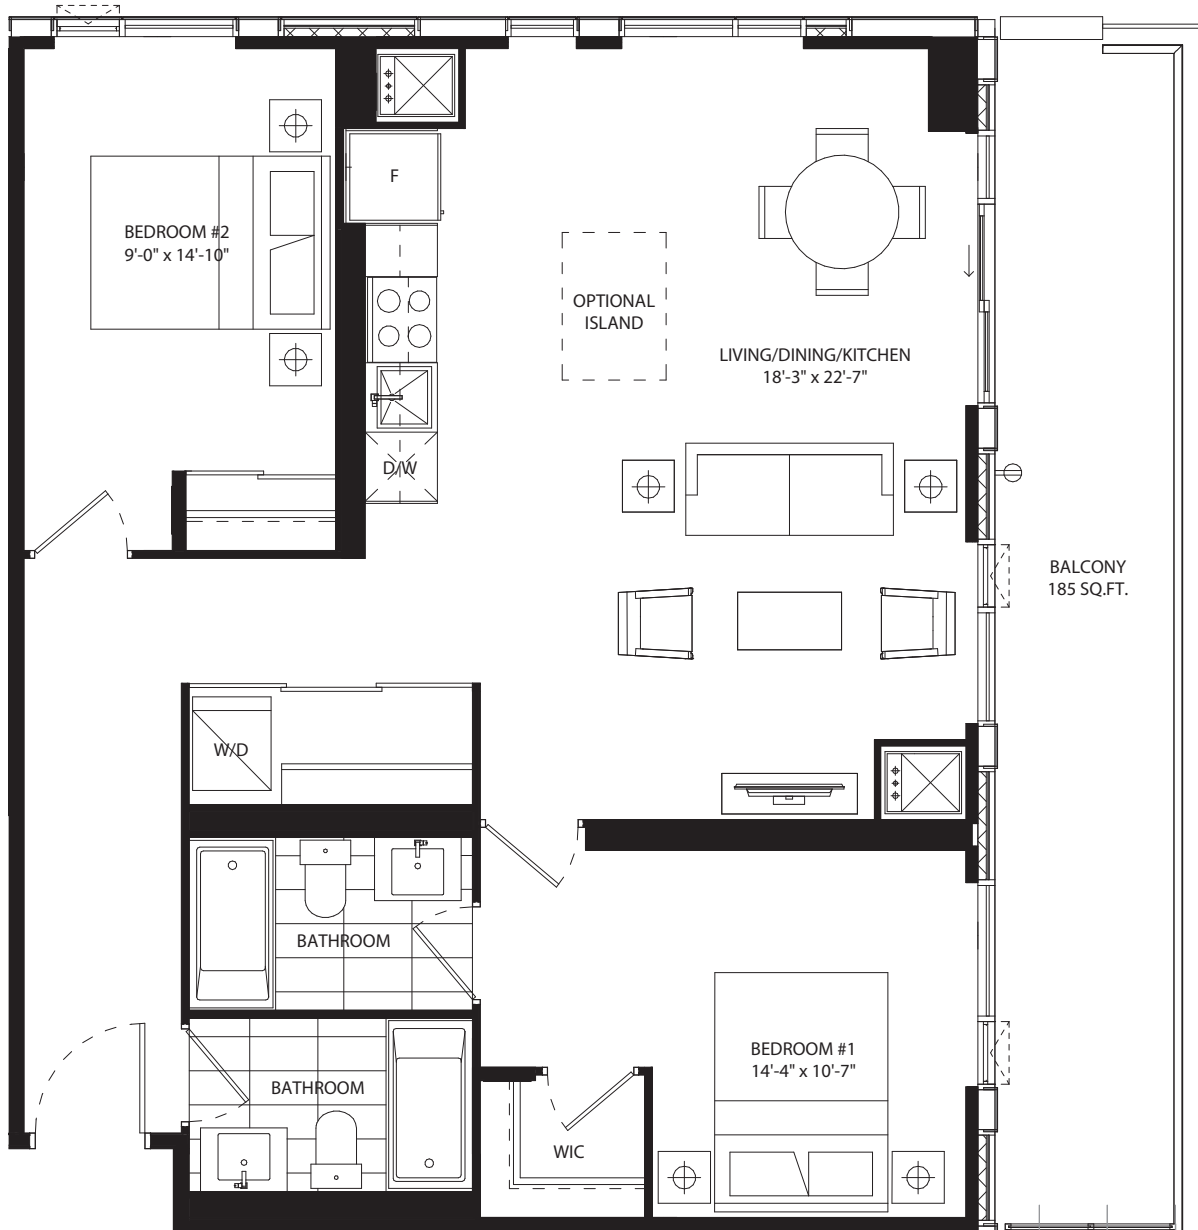 F
BEDROOM #2
9'-0" x 14'-10"
OPTIONAL
ISLAND
LIVING/DINING/KITCHEN
18'-3" x 22'-7"
D/W
BALCONY
185 SQ.FT.
W/D
BATHROOM
BEDROOM #1
14'-4" x 10'-7"
BATHROOM
WIC